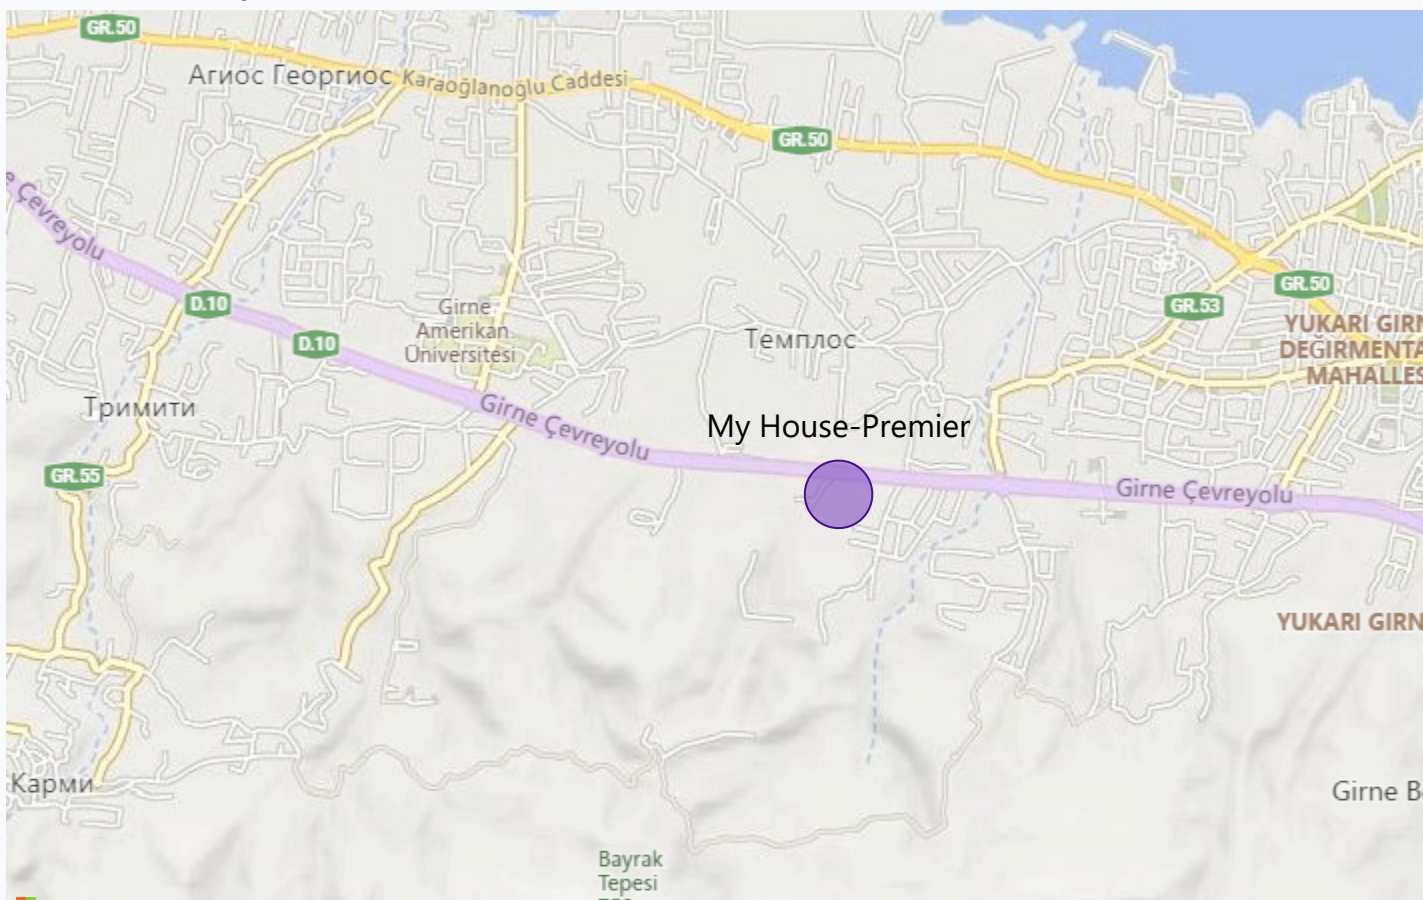 GR.50
Агиос Георгиос
Karaoğlanoğlu Caddesi
GR.50
e Çevreyolu
D.10
D.10
Girne
Amerikan
Üniversitesi
Темплос
GR.53
GR.50
YUKARI GIRN
DEĞIRMENTA
MAHALLES
Тримити
Girne Çevreyolu
My House-Premier
GR.55
Girne Çevreyolu
YUKARI GIRN
Карми
Girne B
Bayrak
Tepesi